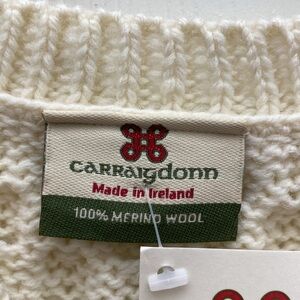 carraigdonn
Made in Ireland
100% MERINO WOOL